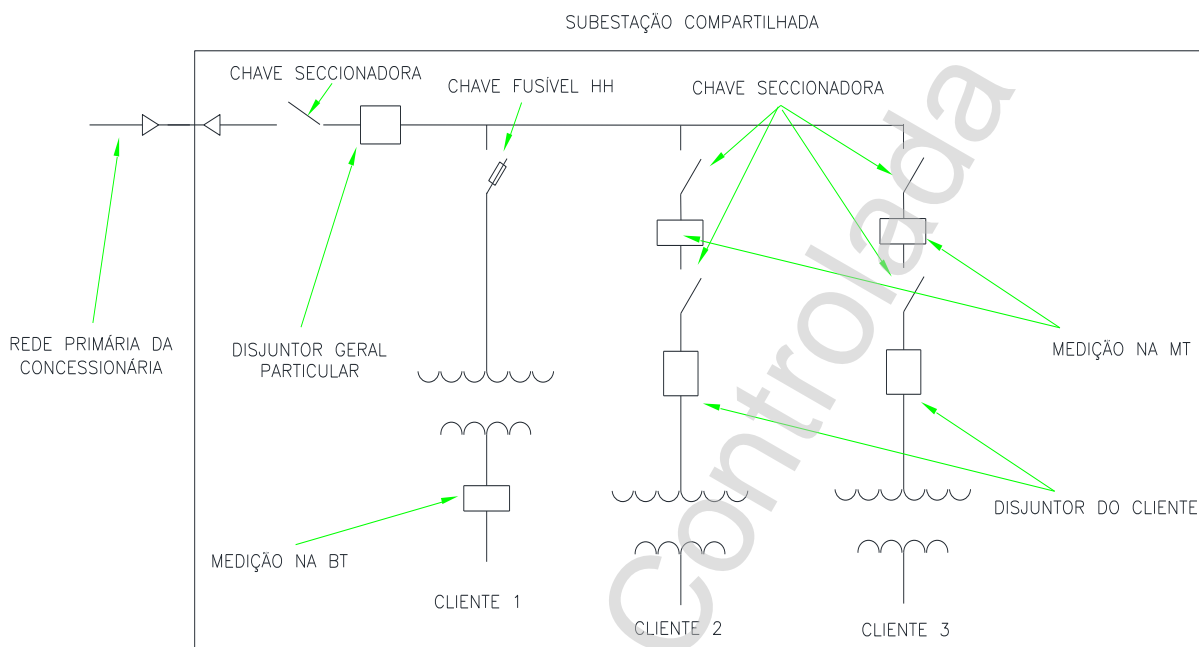 SUBESTAÇÃO COMPARTILHADA
CHAVE SECCIONADORA
CHAVE FUSÍVEL HH
CHAVE SECCIONADORA
REDE PRIMÁRIA DA
CONCESSIONÁRIA
DISJUNTOR GERAL
PARTICULAR
MEDIÇÃO NA MT
DISJUNTOR DO CLIENTE
MEDIÇÃO NA BT
CLIENTE 1
CLIENTE 2
CLIENTE 3
Controlada